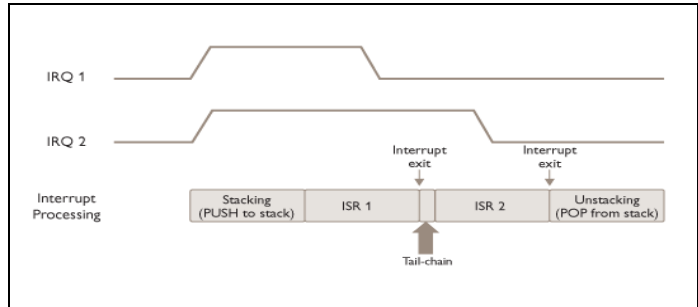 IRQ 1
IRQ 2
Interrupt
exit
Interrupt
exit
Interrupt
Processing
Stacking
(PUSH to stack)
ISR 1
ISR 2
Unstacking
(POP from stack)
Tail-chain